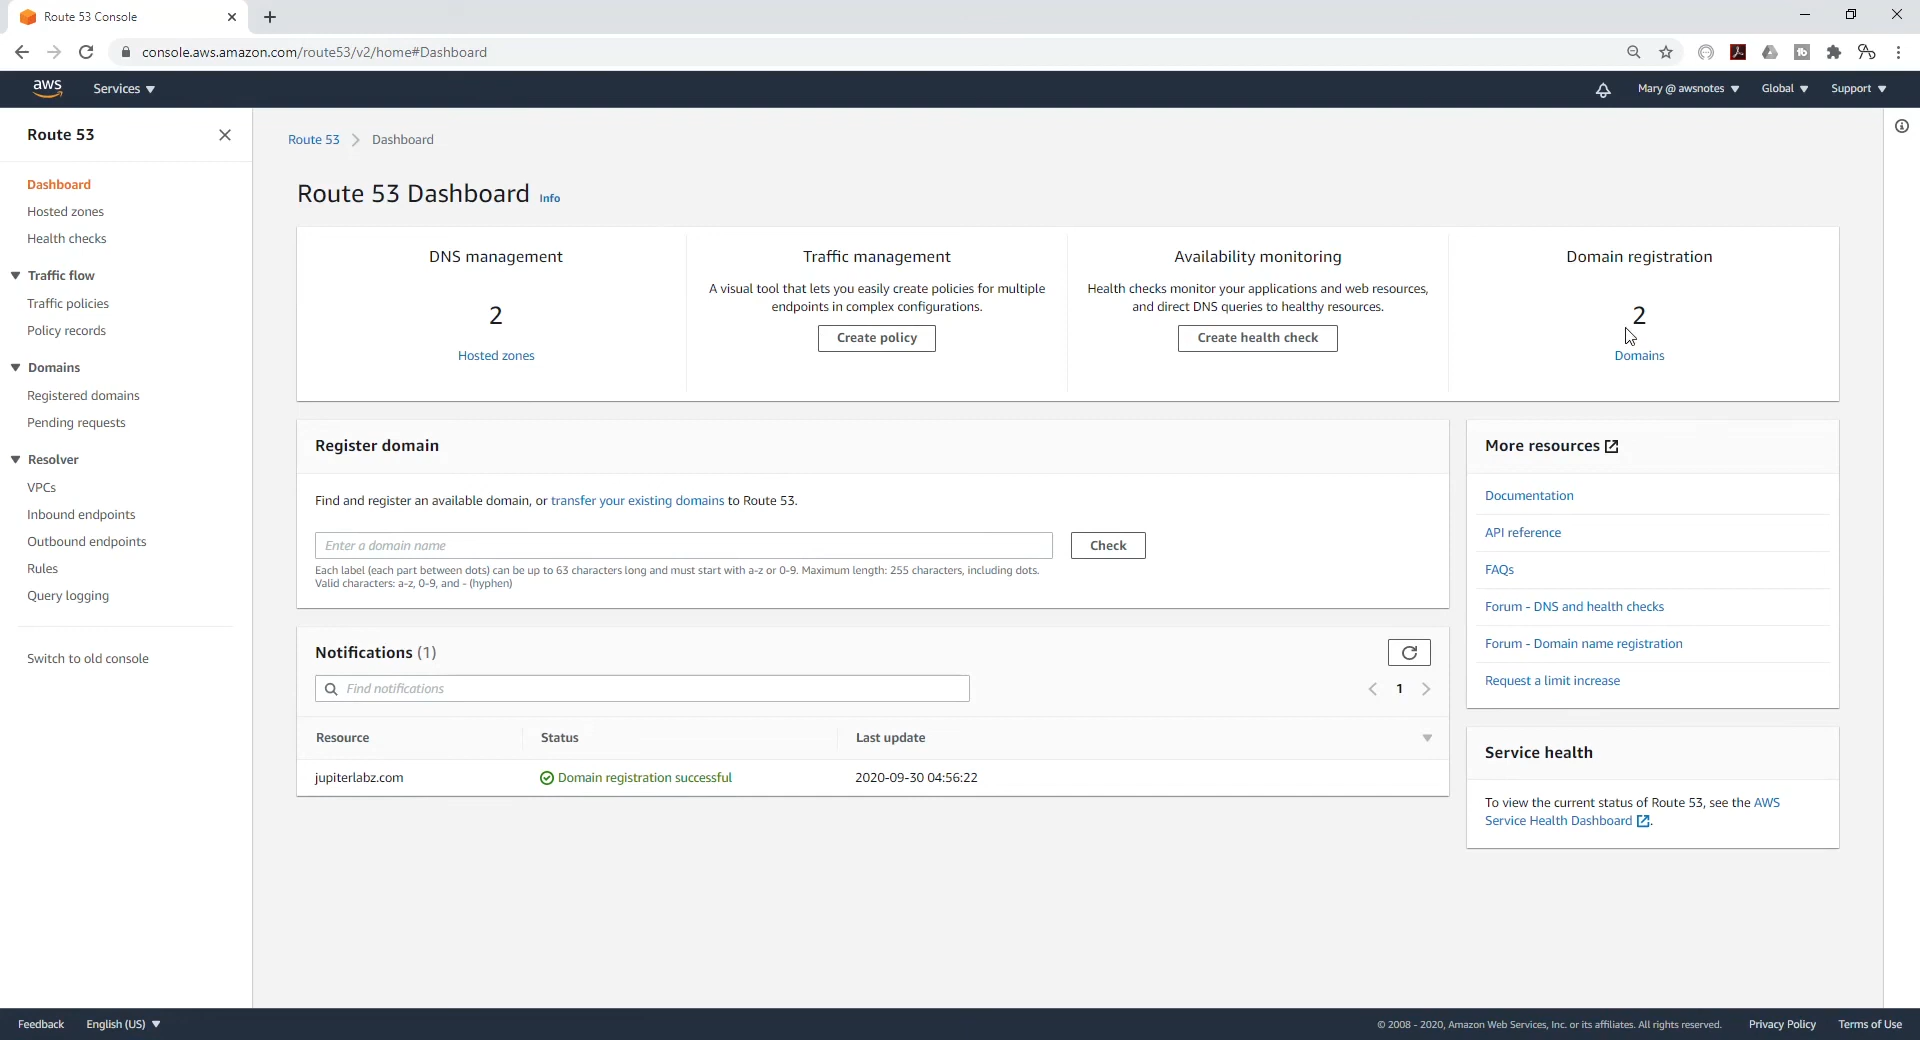 Route 53 Console
console.aws.amazon.com/route53/v2/home#Dashboard
aws
Services
Mary @ awsnotes
Global
Support
Route 53
Dashboard
Hosted zones
Health checks
Traffic flow
Traffic policies
Policy records
Domains
Registered domains
Pending requests
Resolver
VPCs
Inbound endpoints
Outbound endpoints
Rules
Query logging
Switch to old console
Route 53 > Dashboard
Route 53 Dashboard Info
DNS management
2
Hosted zones
Traffic management
A visual tool that lets you easily create policies for multiple
endpoints in complex configurations.
Create policy
Availability monitoring
Health checks monitor your applications and web resources,
and direct DNS queries to healthy resources.
Create health check
Domain registration
2
Domains
Register domain
Find and register an available domain, or transfer your existing domains to Route 53.
Enter a domain name
Check
Each label (each part between dots) can be up to 63 characters long and must start with a-z or 0-9. Maximum length: 255 characters, including dots.
Valid characters: a-z, 0-9, and - (hyphen)
Notifications (1)
Find notifications
1
Resource Status Last update
jupiterlabz.com Domain registration successful 2020-09-30 04:56:22
More resources
Documentation
API reference
FAQs
Forum - DNS and health checks
Forum - Domain name registration
Request a limit increase
Service health
To view the current status of Route 53, see the AWS
Service Health Dashboard .
Feedback
English (US)
© 2008 - 2020, Amazon Web Services, Inc. or its affiliates. All rights reserved.
Privacy Policy
Terms of Use